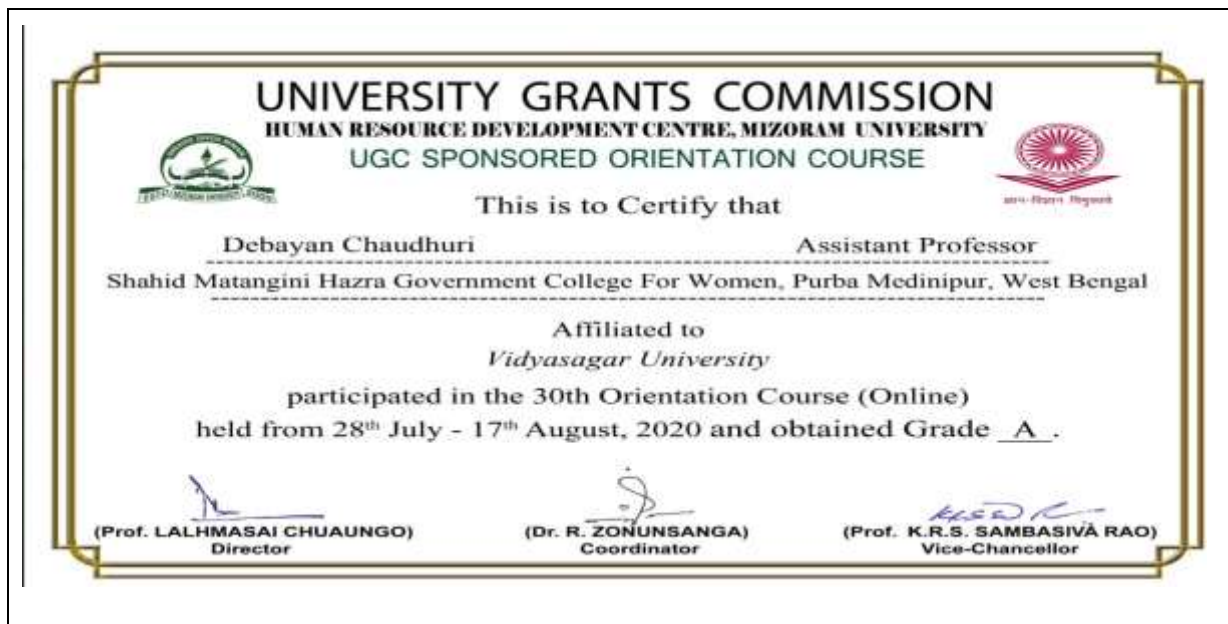 UNIVERSITY GRANTS COMMISSION
HUMAN RESOURCE DEVELOPMENT CENTRE, MIZORAM UNIVERSITY
UGC SPONSORED ORIENTATION COURSE
This is to Certify that
Debayan Chaudhuri Assistant Professor
Shahid Matangini Hazra Government College For Women, Purba Medinipur, West Bengal
Affiliated to
Vidyasagar University
participated in the 30th Orientation Course (Online)
held from 28th July - 17th August, 2020 and obtained Grade A .
(Prof. LALHMASAI CHUAUNGO) (Dr. R. ZONUNSANGA) (Prof. K.R.S. SAMBASIVA RAO)
Director Coordinator Vice-Chancellor